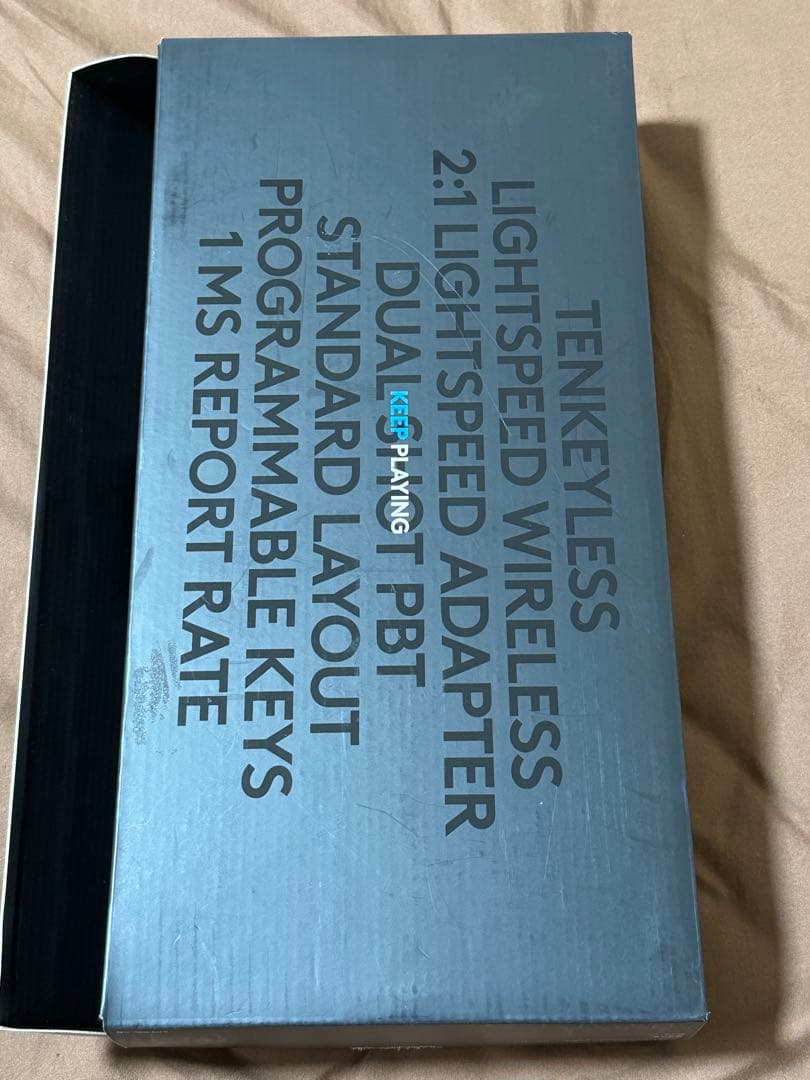 TENKEYLESS
LIGHTSPEED WIRELESS
2:1 LIGHTSPEED ADAPTER
DUAL SHOT PBT
KEEP PLAYING
STANDARD LAYOUT
PROGRAMMABLE KEYS
1 MS REPORT RATE